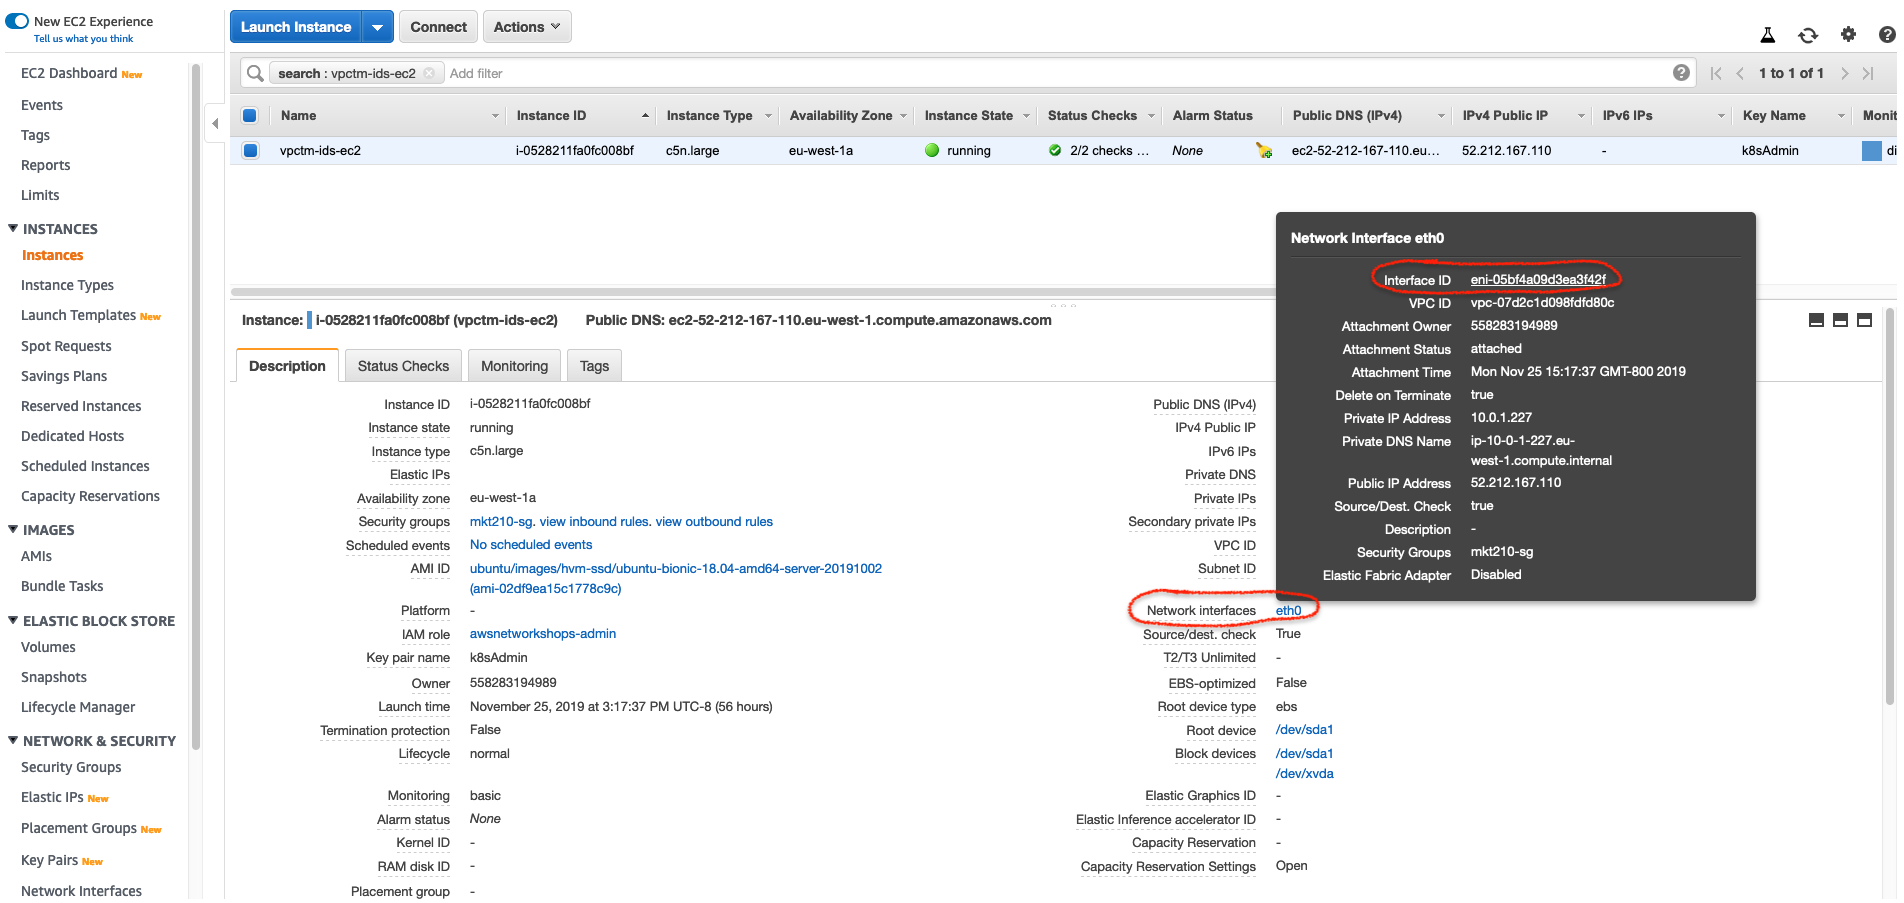 New EC2 Experience
Tell us what you think
EC2 Dashboard New
Events
Tags
Reports
Limits
INSTANCES
Instances
Instance Types
Launch Templates New
Spot Requests
Savings Plans
Reserved Instances
Dedicated Hosts
Scheduled Instances
Capacity Reservations
IMAGES
AMIs
Bundle Tasks
ELASTIC BLOCK STORE
Volumes
Snapshots
Lifecycle Manager
NETWORK & SECURITY
Security Groups
Elastic IPs New
Placement Groups New
Key Pairs New
Network Interfaces
Launch Instance Connect Actions
search : vpctm-ids-ec2 Add filter 1 to 1 of 1
Name Instance ID Instance Type Availability Zone Instance State Status Checks Alarm Status Public DNS (IPv4) IPv4 Public IP IPv6 IPs Key Name Monit
vpctm-ids-ec2 i-0528211fa0fc008bf c5n.large eu-west-1a running 2/2 checks ... None ec2-52-212-167-110.eu... 52.212.167.110 - k8sAdmin di
Instance: i-0528211fa0fc008bf (vpctm-ids-ec2) Public DNS: ec2-52-212-167-110.eu-west-1.compute.amazonaws.com
Description Status Checks Monitoring Tags
Instance ID i-0528211fa0fc008bf
Instance state running
Instance type c5n.large
Elastic IPs
Availability zone eu-west-1a
Security groups mkt210-sg. view inbound rules. view outbound rules
Scheduled events No scheduled events
AMI ID ubuntu/images/hvm-ssd/ubuntu-bionic-18.04-amd64-server-20191002
(ami-02df9ea15c1778c9c)
Platform -
IAM role awsnetworkshops-admin
Key pair name k8sAdmin
Owner 558283194989
Launch time November 25, 2019 at 3:17:37 PM UTC-8 (56 hours)
Termination protection False
Lifecycle normal
Monitoring basic
Alarm status None
Kernel ID -
RAM disk ID -
Placement group -
Public DNS (IPv4)
IPv4 Public IP
IPv6 IPs
Private DNS
Private IPs
Secondary private IPs
VPC ID
Subnet ID
Network interfaces eth0
Source/dest. check True
T2/T3 Unlimited -
EBS-optimized False
Root device type ebs
Root device /dev/sda1
Block devices /dev/sda1
/dev/xvda
Elastic Graphics ID -
Elastic Inference accelerator ID -
Capacity Reservation -
Capacity Reservation Settings Open
Network Interface eth0
Interface ID eni-05bf4a09d3ea3f42f
VPC ID vpc-07d2c1d098fdfd80c
Attachment Owner 558283194989
Attachment Status attached
Attachment Time Mon Nov 25 15:17:37 GMT-800 2019
Delete on Terminate true
Private IP Address 10.0.1.227
Private DNS Name ip-10-0-1-227.eu-
west-1.compute.internal
Public IP Address 52.212.167.110
Source/Dest. Check true
Description -
Security Groups mkt210-sg
Elastic Fabric Adapter Disabled